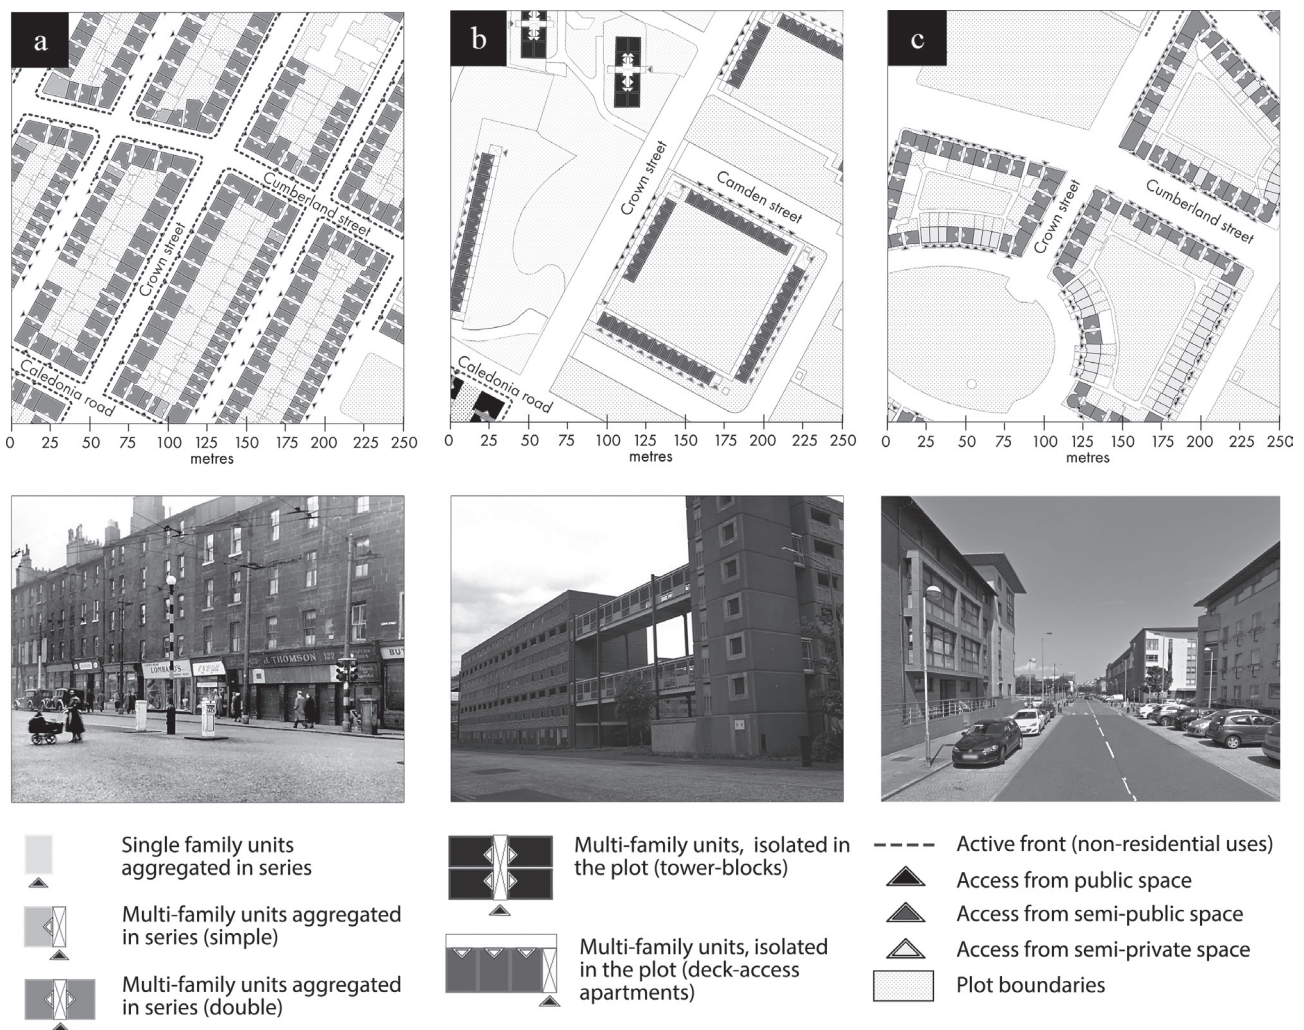 a
Cumberland street
Crown street
Caledonia road
0 25 50 75 100 125 150 175 200 225 250
metres
b
Crown street
Camden street
Caledonia road
0 25 50 75 100 125 150 175 200 225 250
metres
c
Crown street
Cumberland street
0 25 50 75 100 125 150 175 200 225 250
metres
J. THOMSON 127
BUT
Single family units
aggregated in series
Multi-family units aggregated
in series (simple)
Multi-family units aggregated
in series (double)
Multi-family units, isolated in
the plot (tower-blocks)
Multi-family units, isolated
in the plot (deck-access
apartments)
Active front (non-residential uses)
Access from public space
Access from semi-public space
Access from semi-private space
Plot boundaries